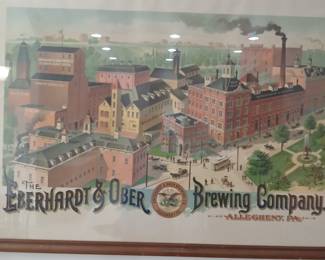 THE
EBERHARDT & OBER Brewing Company.
ALLEGHENY, PA.